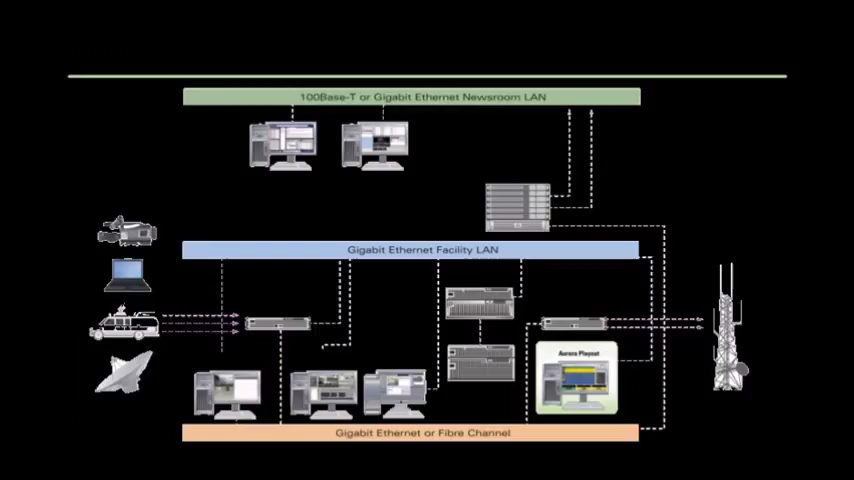 100Base-T or Gigabit Ethernet Newsroom LAN
Gigabit Ethernet Facility LAN
Aurora Playout
Gigabit Ethernet or Fibre Channel